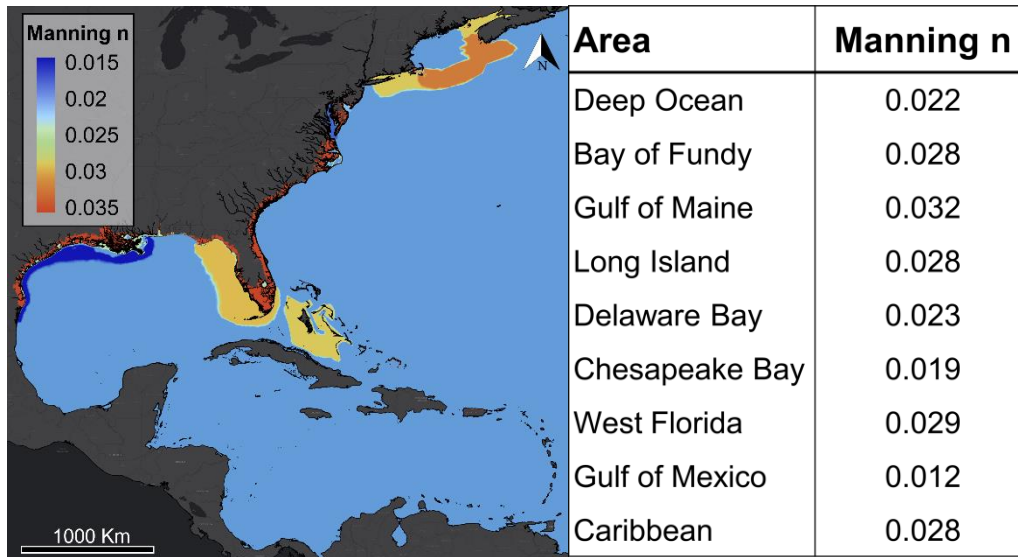 Manning n
0.015
0.02
0.025
0.03
0.035
N
1000 Km
Area Manning n
Deep Ocean 0.022
Bay of Fundy 0.028
Gulf of Maine 0.032
Long Island 0.028
Delaware Bay 0.023
Chesapeake Bay 0.019
West Florida 0.029
Gulf of Mexico 0.012
Caribbean 0.028